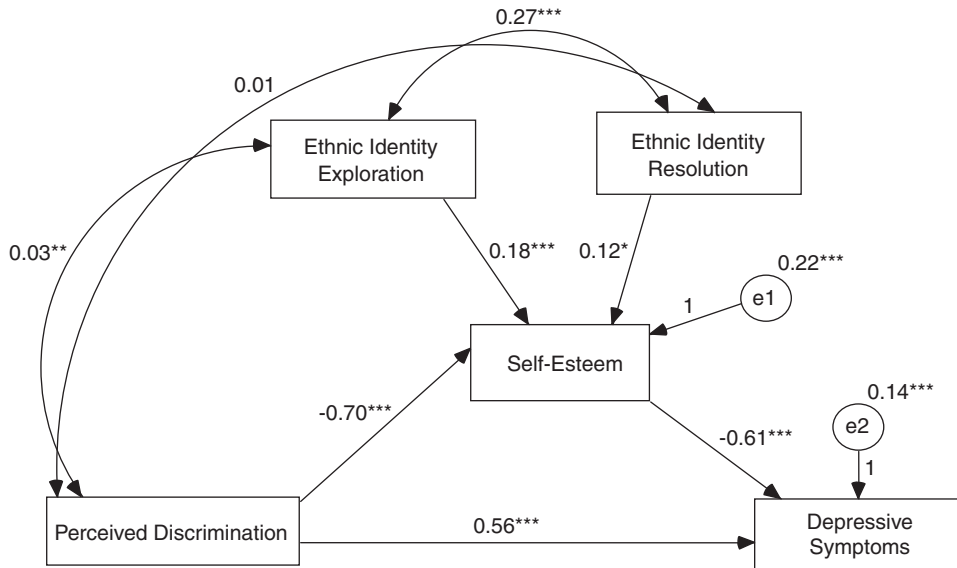 0.27***
0.01
Ethnic Identity
Exploration
Ethnic Identity
Resolution
0.03**
0.18***
0.12*
0.22***
e1
1
Self-Esteem
-0.70***
0.14***
e2
-0.61***
1
Perceived Discrimination
0.56***
Depressive
Symptoms